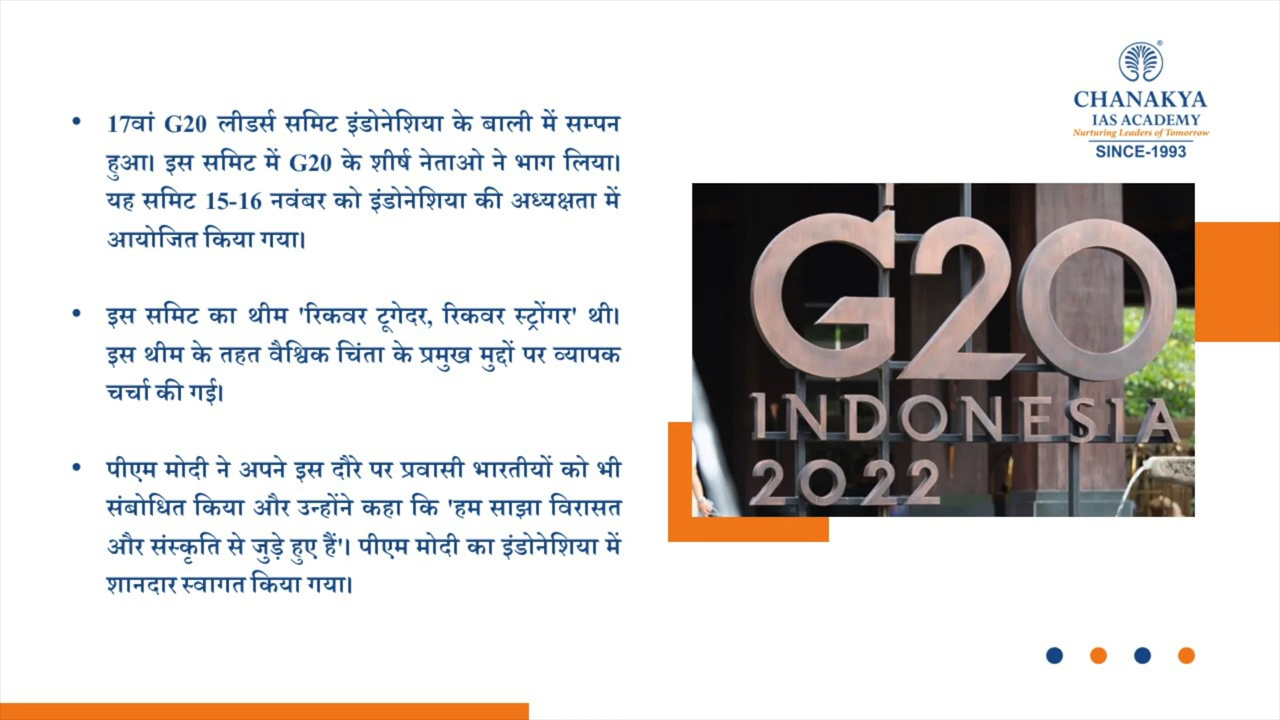 • 17वां G20 लीडर्स समिट इंडोनेशिया के बाली में सम्पन
हुआ। इस समिट में G20 के शीर्ष नेताओ ने भाग लिया।
यह समिट 15-16 नवंबर को इंडोनेशिया की अध्यक्षता में
आयोजित किया गया।
• इस समिट का थीम 'रिकवर टूगेदर, रिकवर स्ट्रोंगर' थी।
इस थीम के तहत वैश्विक चिंता के प्रमुख मुद्दों पर व्यापक
चर्चा की गई।
• पीएम मोदी ने अपने इस दौरे पर प्रवासी भारतीयों को भी
संबोधित किया और उन्होंने कहा कि 'हम साझा विरासत
और संस्कृति से जुड़े हुए हैं'। पीएम मोदी का इंडोनेशिया में
शानदार स्वागत किया गया।
CHANAKYA
IAS ACADEMY
Nurturing Leaders of Tomorrow
SINCE-1993
G20
INDONESIA
2022